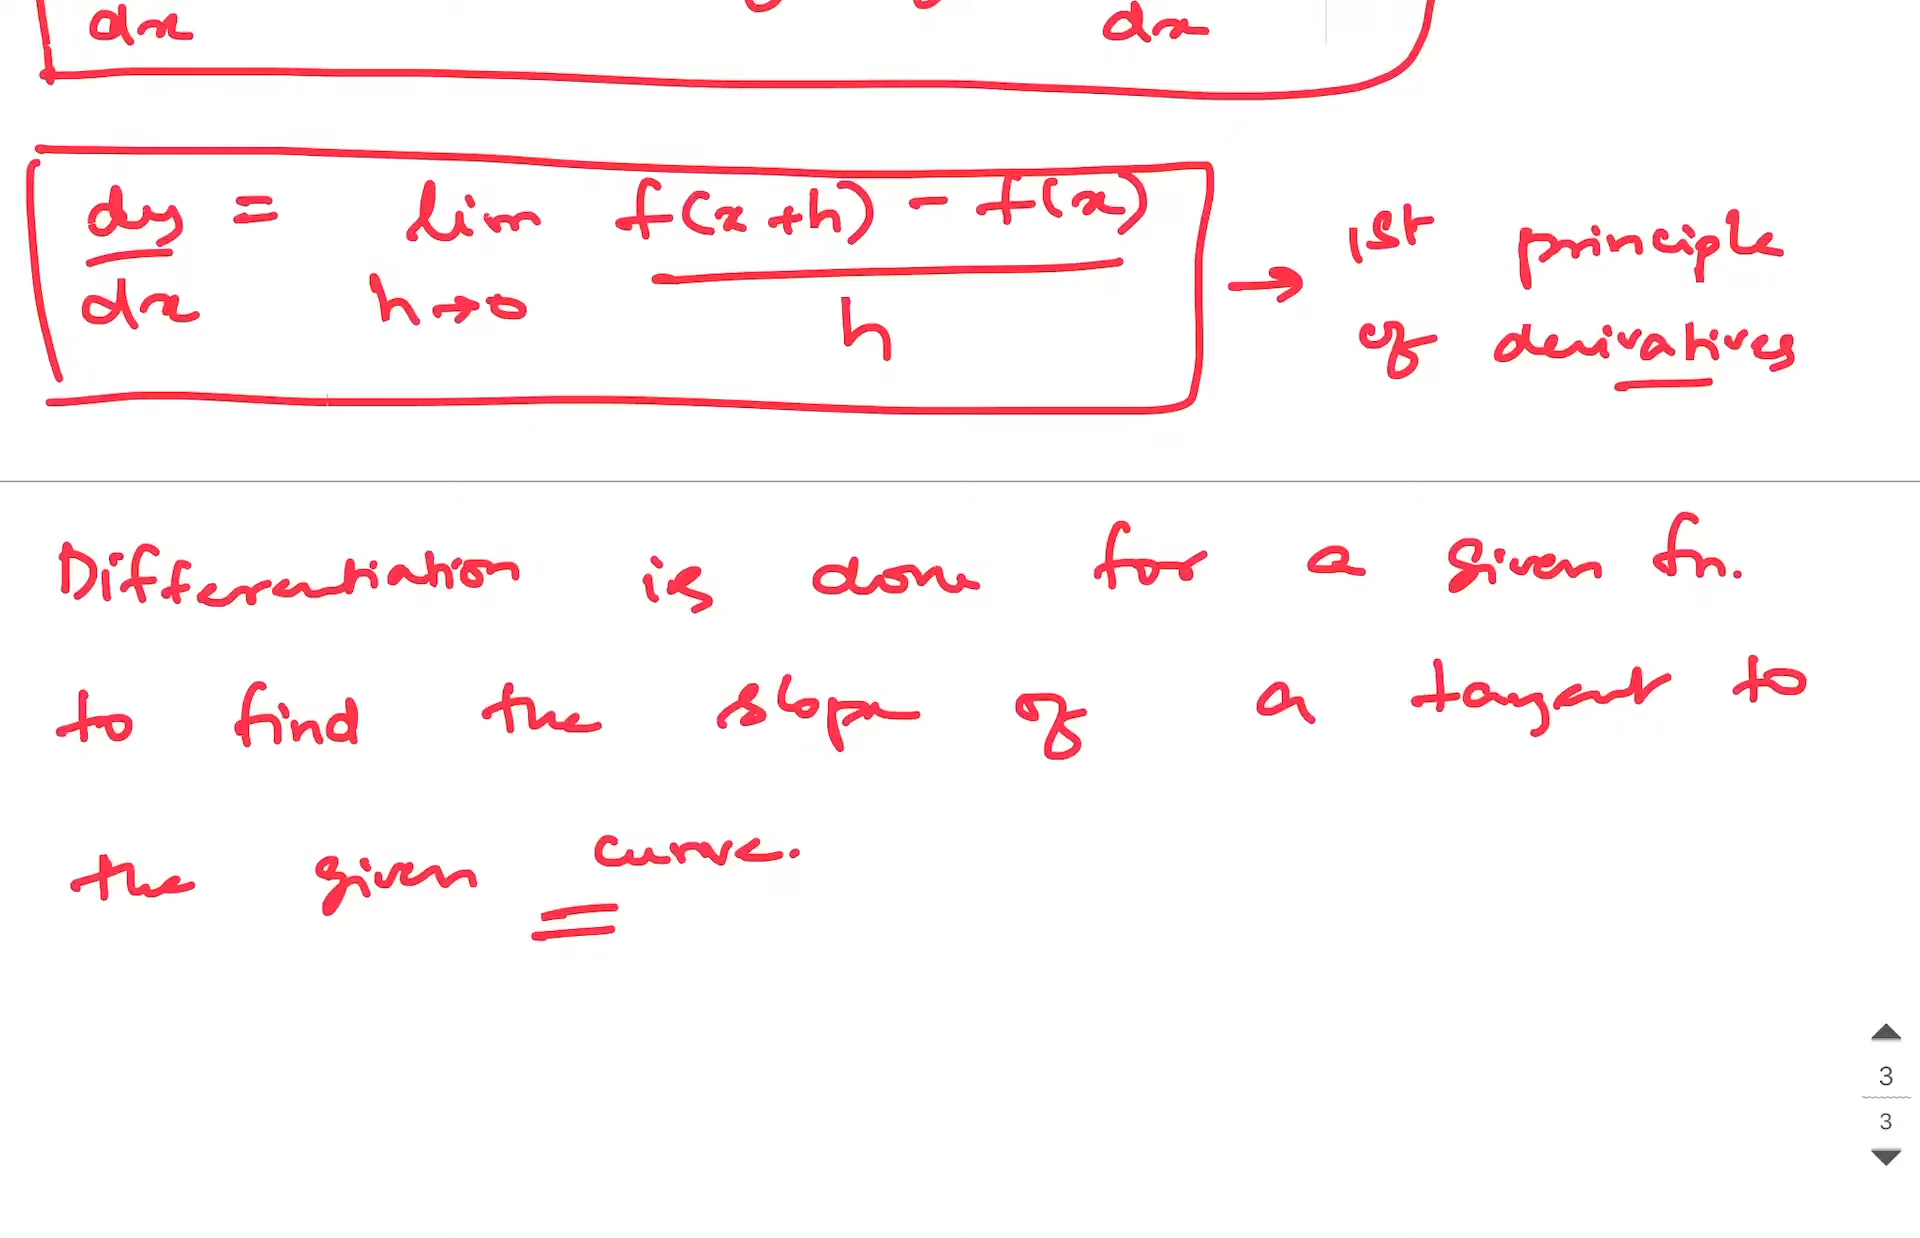 dx dx
dy/dx = lim h→0 f(x+h) - f(x) / h → 1st principle
of derivatives
Differentiation is done for a given fn.
to find the slope of a tangent to
the given curve.
3
3